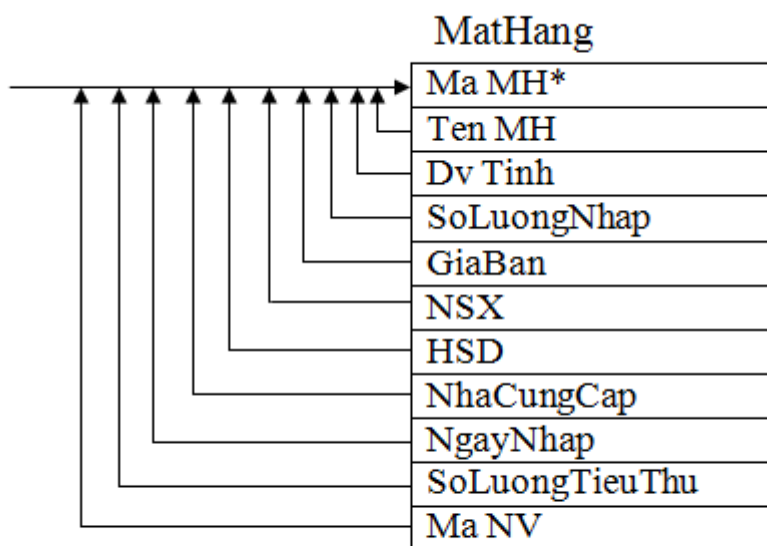 MatHang
Ma MH*
Ten MH
Dv Tinh
SoLuongNhap
GiaBan
NSX
HSD
NhaCungCap
NgayNhap
SoLuongTieuThu
Ma NV